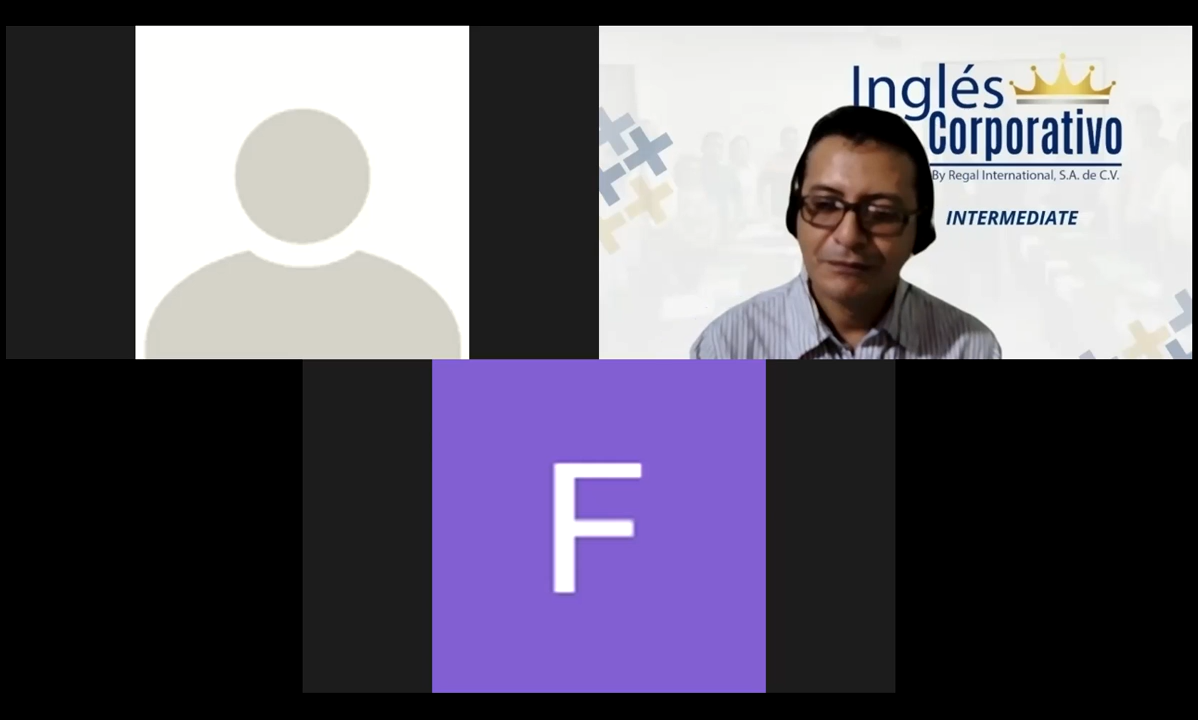 Inglés
Corporativo
By Regal International, S.A. de C.V.
INTERMEDIATE
F